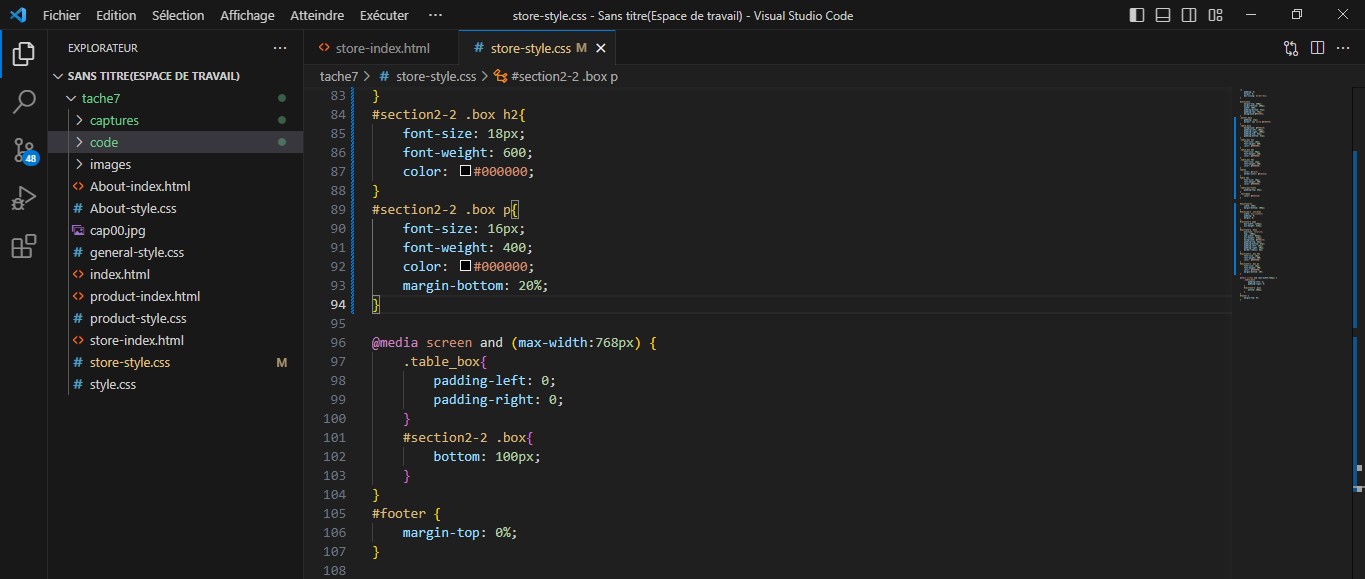 Fichier Edition Sélection Affichage Atteindre Exécuter ··· store-style.css - Sans titre(Espace de travail) - Visual Studio Code
EXPLORATEUR ···
SANS TITRE(ESPACE DE TRAVAIL)
tache7
captures
code
images
About-index.html
About-style.css
cap00.jpg
general-style.css
index.html
product-index.html
product-style.css
store-index.html
store-style.css M
style.css
48
store-index.html store-style.css M
tache7 > # store-style.css > #section2-2 .box p
83 }
84 #section2-2 .box h2{
85 font-size: 18px;
86 font-weight: 600;
87 color: #000000;
88 }
89 #section2-2 .box p{
90 font-size: 16px;
91 font-weight: 400;
92 color: #000000;
93 margin-bottom: 20%;
94 }
95
96 @media screen and (max-width:768px) {
97 .table_box{
98 padding-left: 0;
99 padding-right: 0;
100 }
101 #section2-2 .box{
102 bottom: 100px;
103 }
104 }
105 #footer {
106 margin-top: 0%;
107 }
108